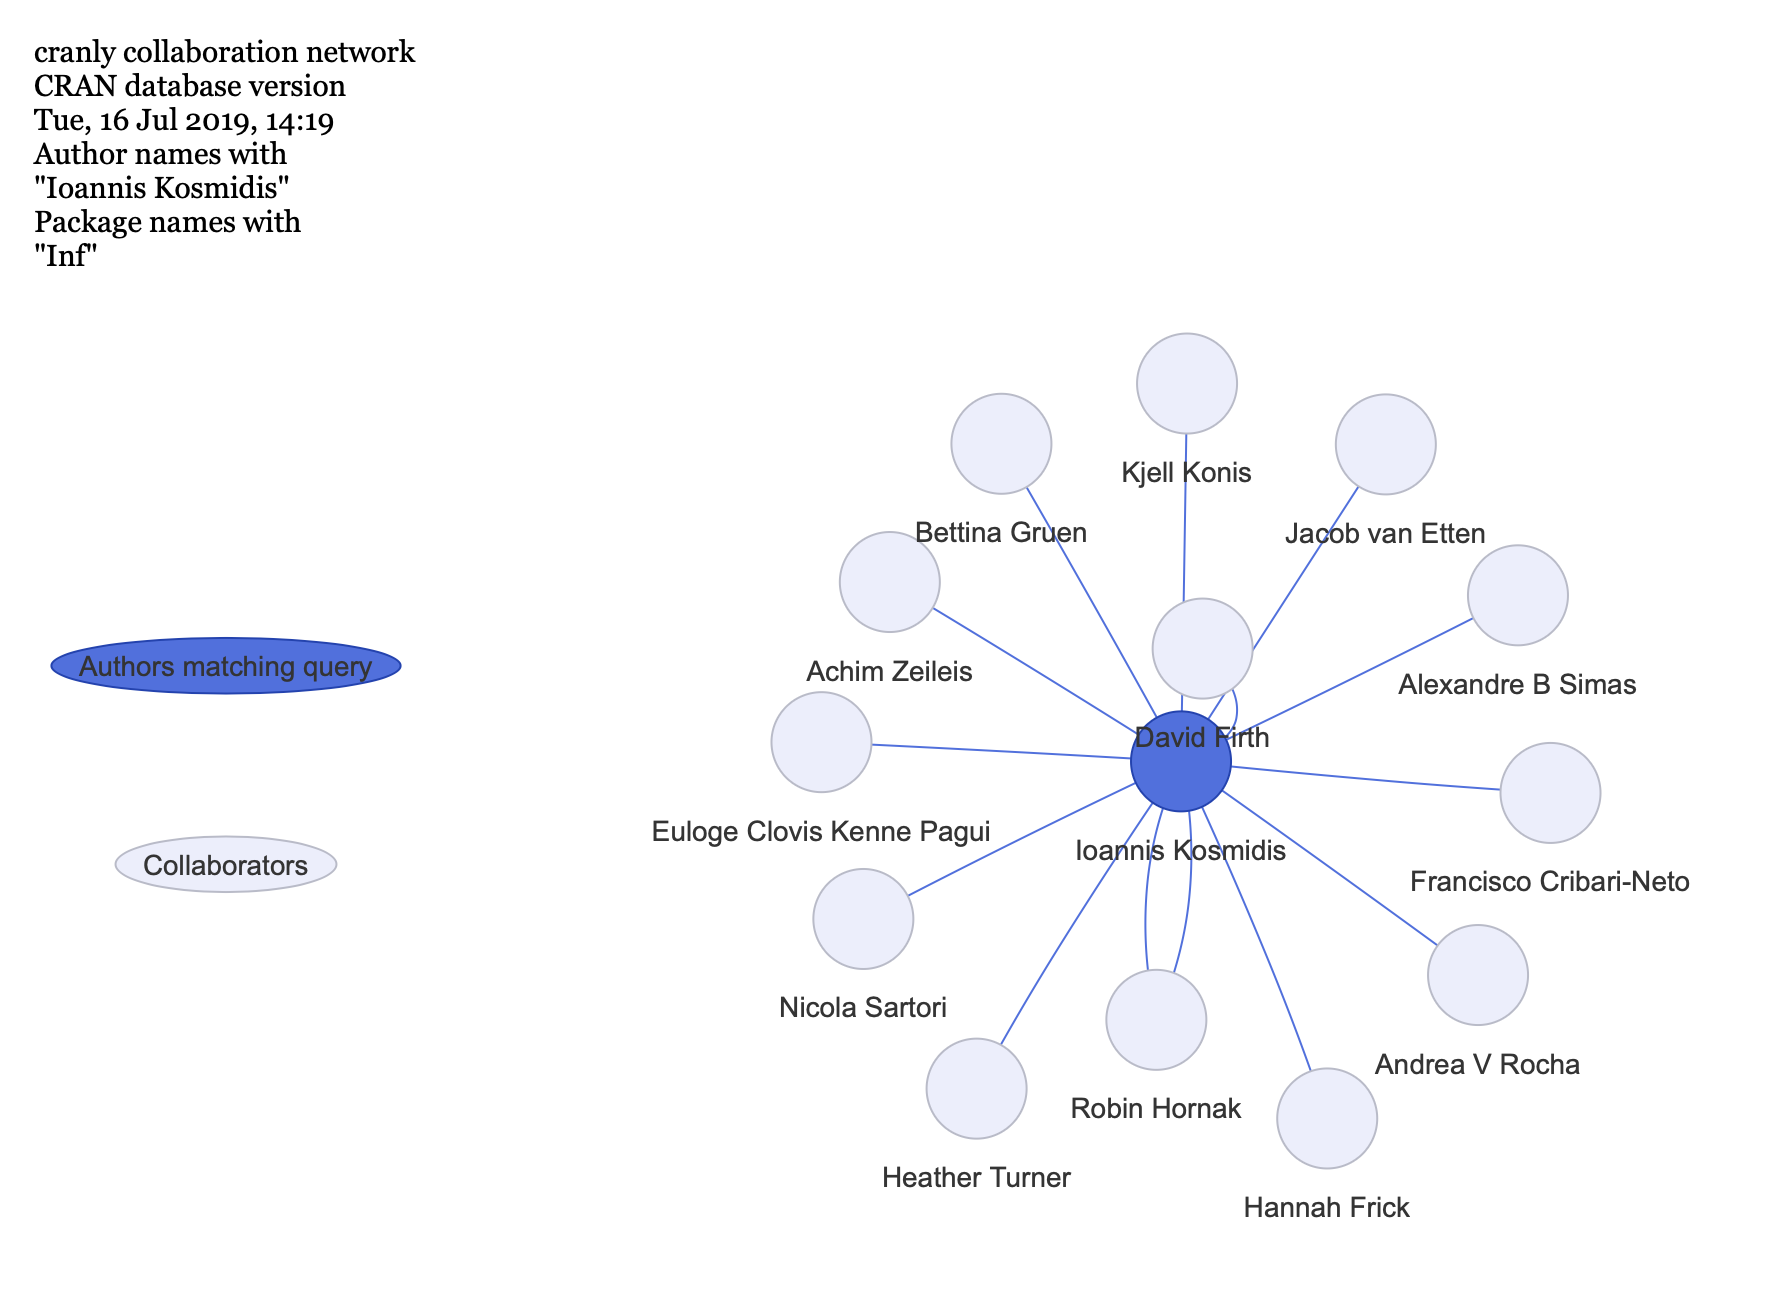 cranly collaboration network
CRAN database version
Tue, 16 Jul 2019, 14:19
Author names with
"Ioannis Kosmidis"
Package names with
"Inf"
Kjell Konis
Bettina Gruen
Jacob van Etten
Authors matching query
Achim Zeileis
Alexandre B Simas
David Firth
Euloge Clovis Kenne Pagui
Ioannis Kosmidis
Collaborators
Francisco Cribari-Neto
Nicola Sartori
Andrea V Rocha
Robin Hornak
Heather Turner
Hannah Frick